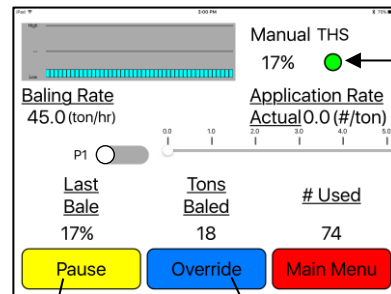 iPad 3:00 PM 70%
High
Low
Manual THS
17%
Baling Rate
45.0 (ton/hr)
Application Rate
Actual 0.0 (#/ton)
0.0 1.0 2.0 3.0 4.0 5.0
P1
Last Bale
Tons Baled
# Used
17% 18 74
Pause Override Main Menu